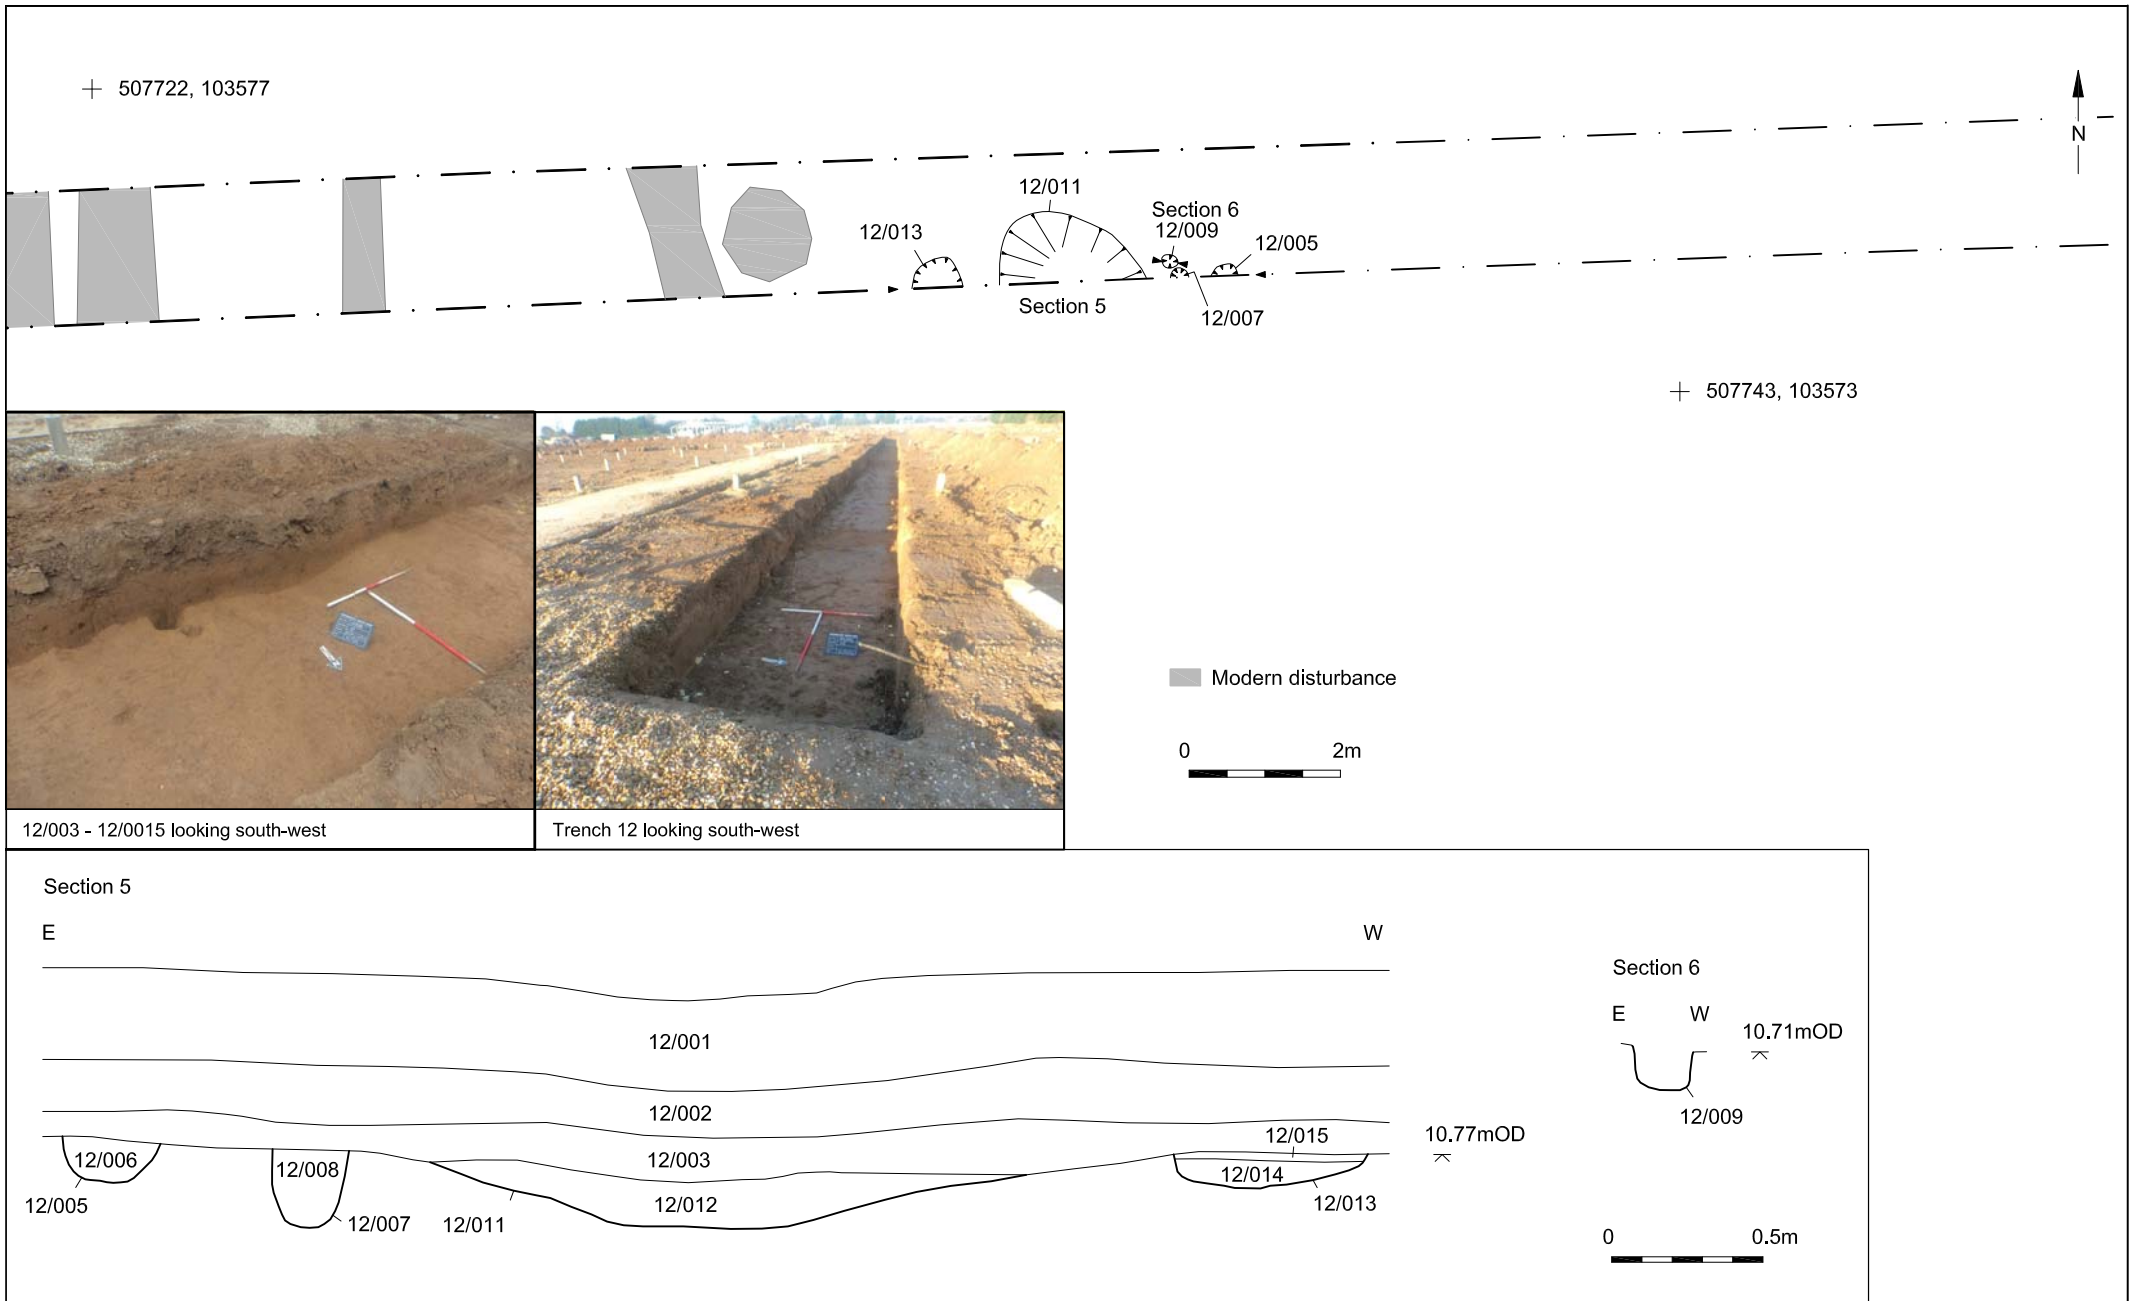 507722, 103577
N
12/011
Section 6
12/009
12/013
12/005
Section 5
12/007
507743, 103573
Modern disturbance
0 2m
12/003 - 12/0015 looking south-west
Trench 12 looking south-west
Section 5
E W
12/001
12/002
12/015
10.77mOD
12/006
12/008
12/003
12/014
12/005
12/007
12/011
12/012
12/013
Section 6
E W
10.71mOD
12/009
0 0.5m